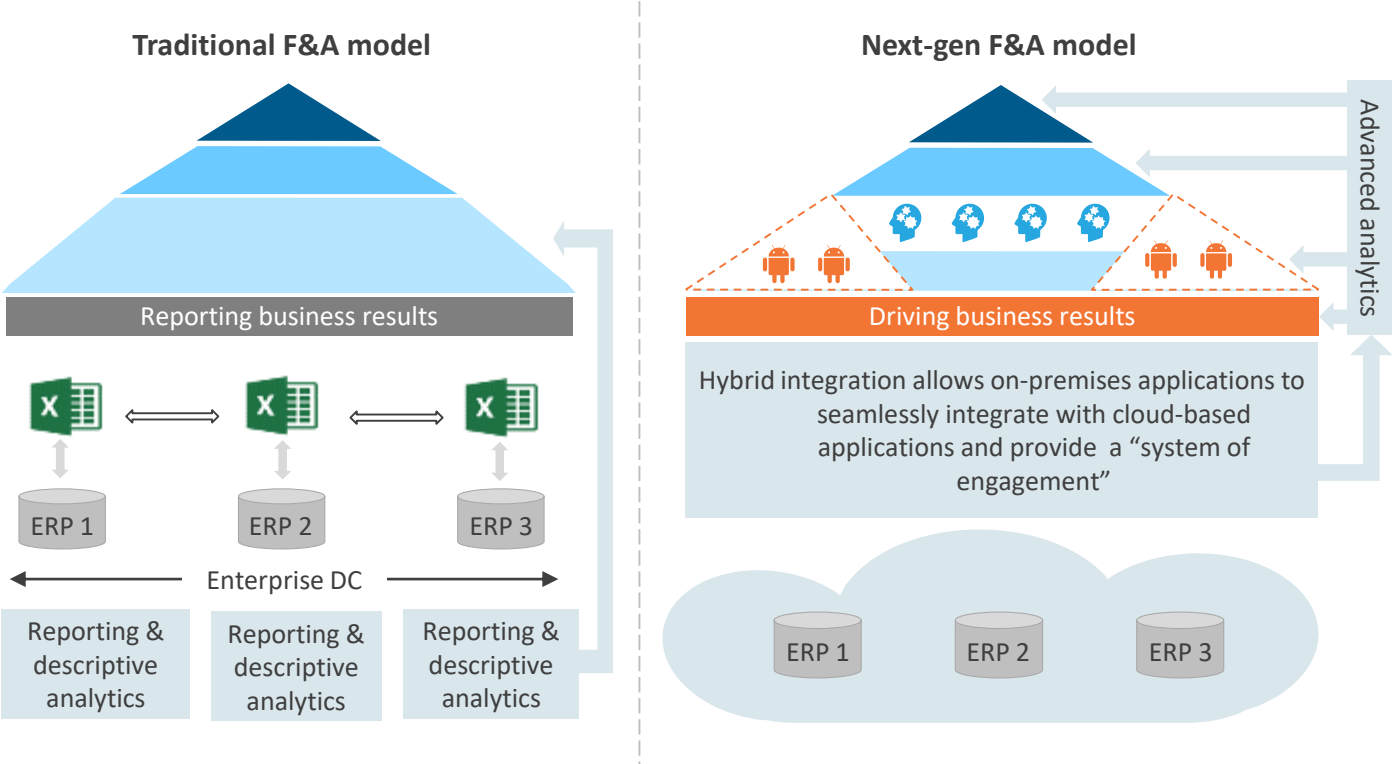 Traditional F&A model
Reporting business results
X
X
X
ERP 1
ERP 2
ERP 3
Enterprise DC
Reporting &
descriptive
analytics
Reporting &
descriptive
analytics
Reporting &
descriptive
analytics
Next-gen F&A model
Advanced analytics
Driving business results
Hybrid integration allows on-premises applications to
seamlessly integrate with cloud-based
applications and provide  a “system of
engagement”
ERP 1
ERP 2
ERP 3